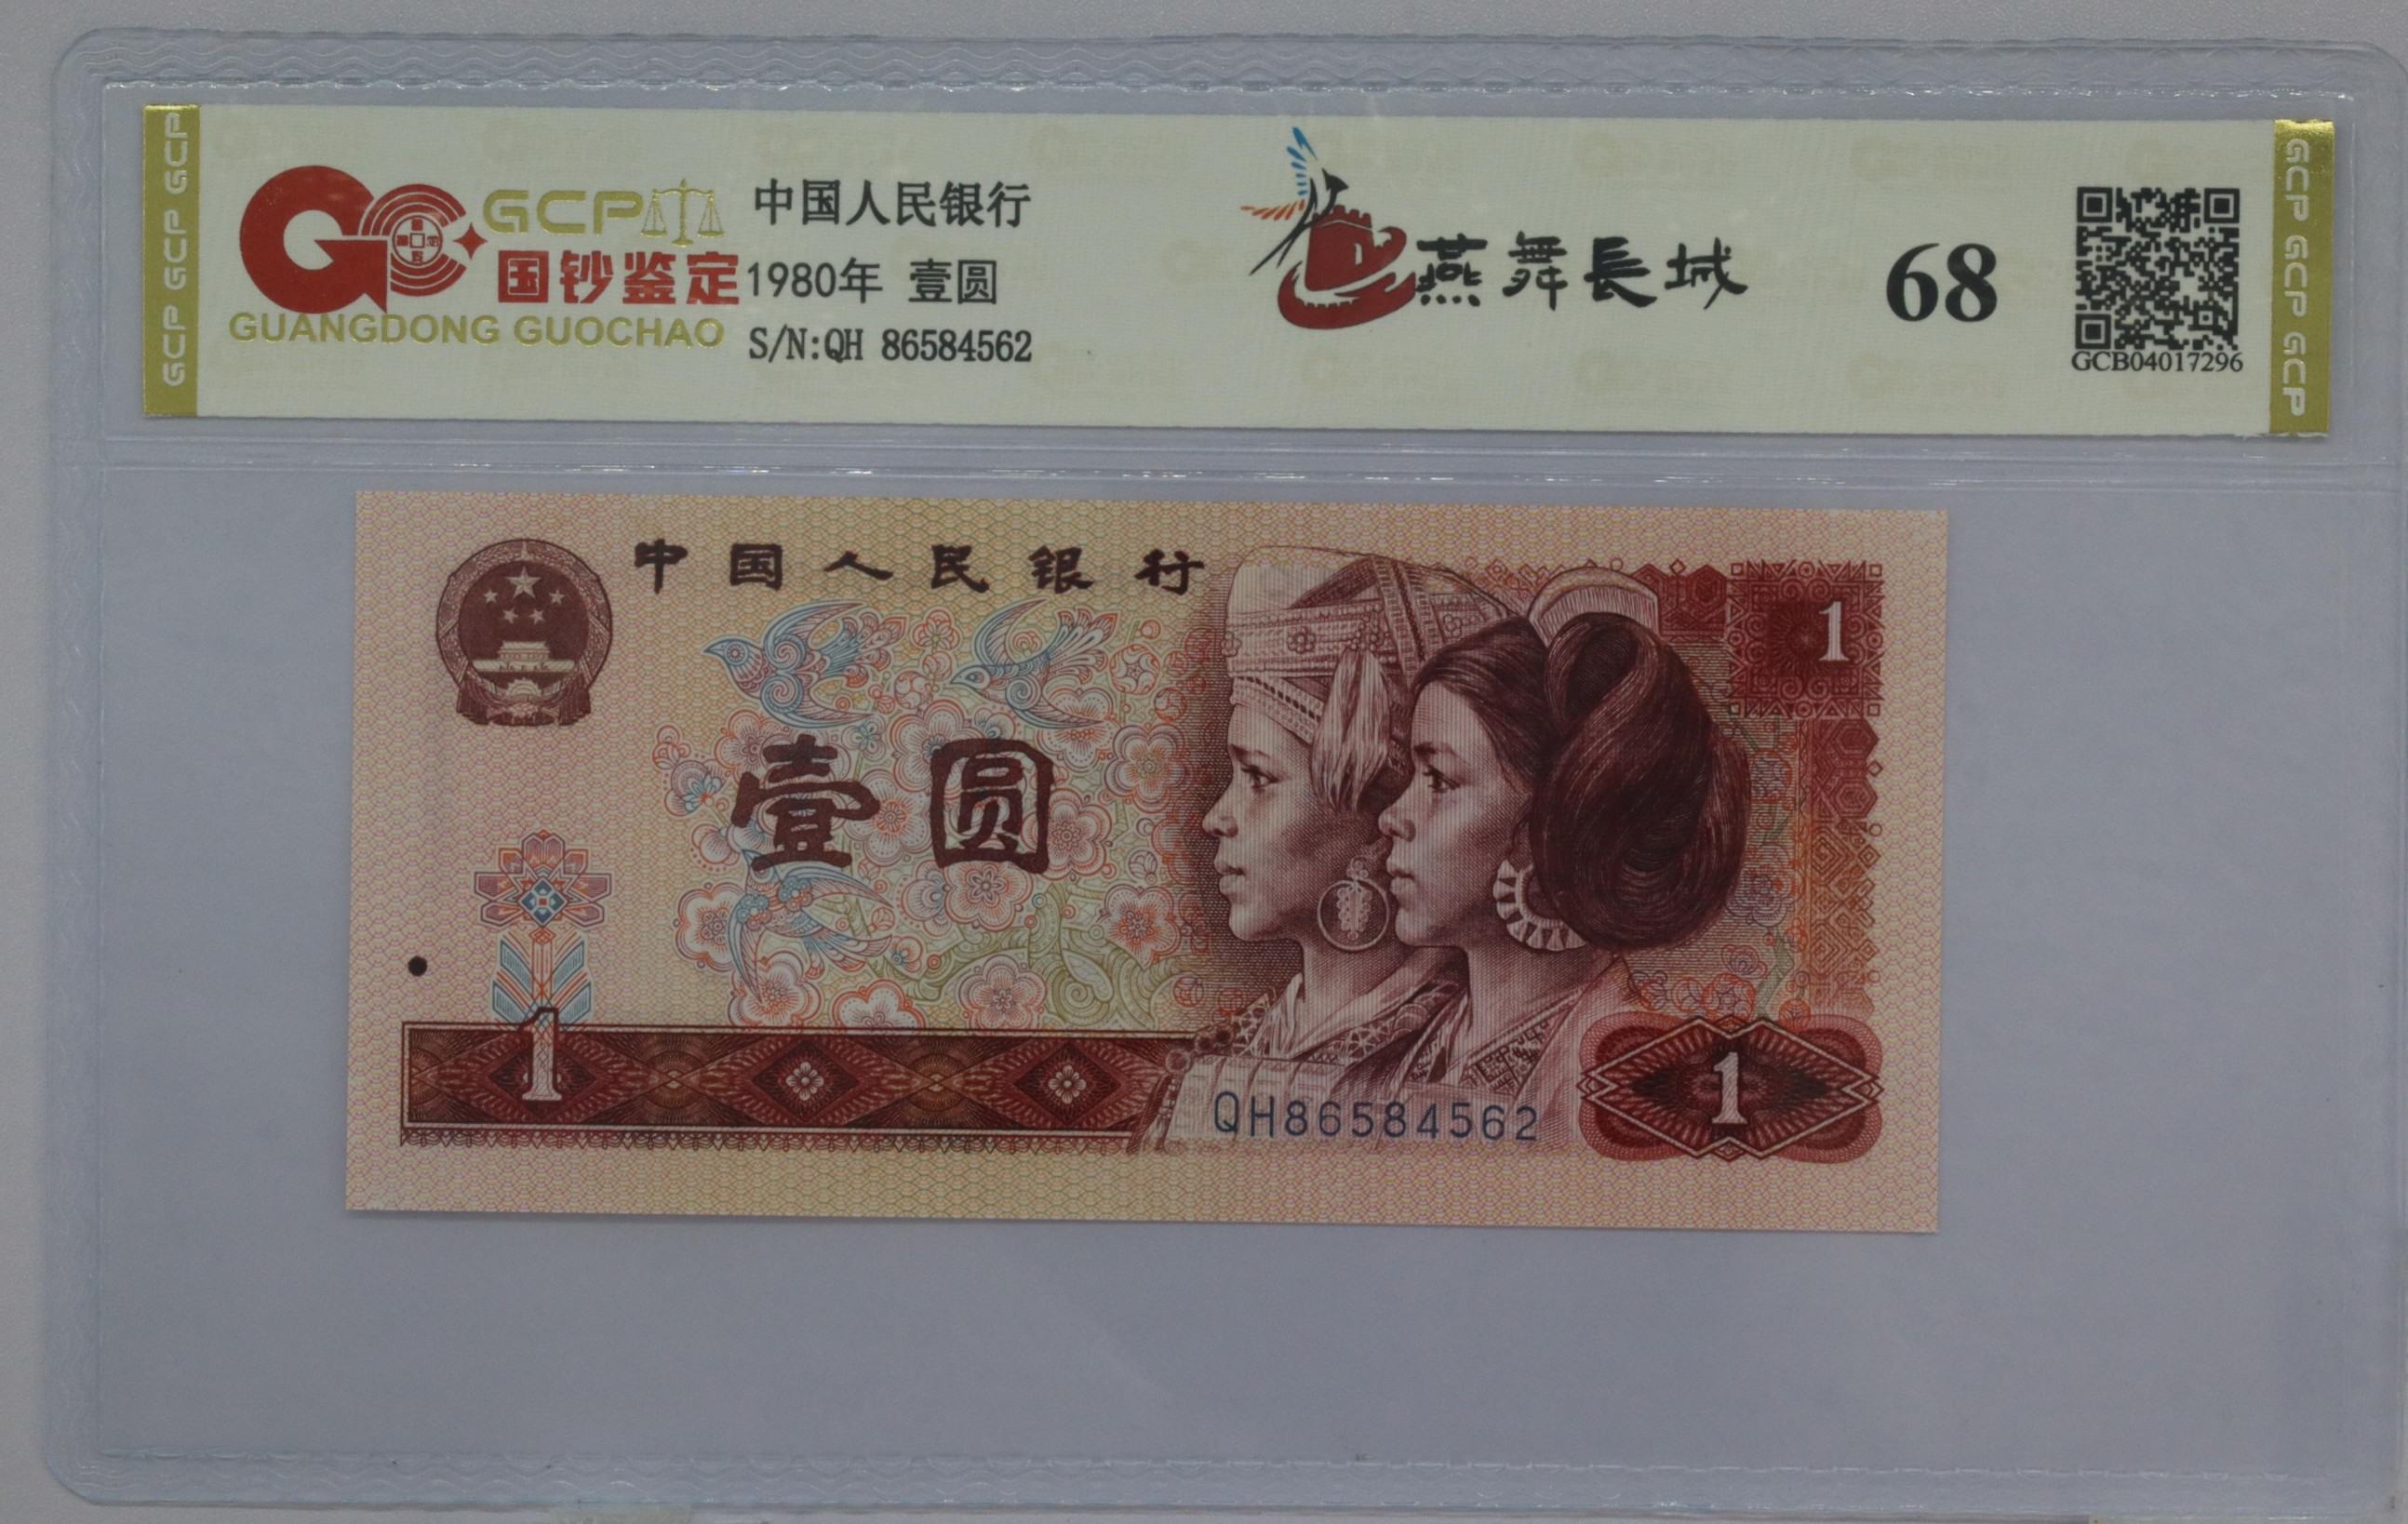 GCP GCP GCP
GCP
国钞鉴定
GUANGDONG GUOCHAO
中国人民银行
1980年 壹圆
S/N:QH 86584562
燕舞長城
68
GCB04017296
GCP GCP GCP
中国人民银行
1
壹圆
1
QH86584562
1